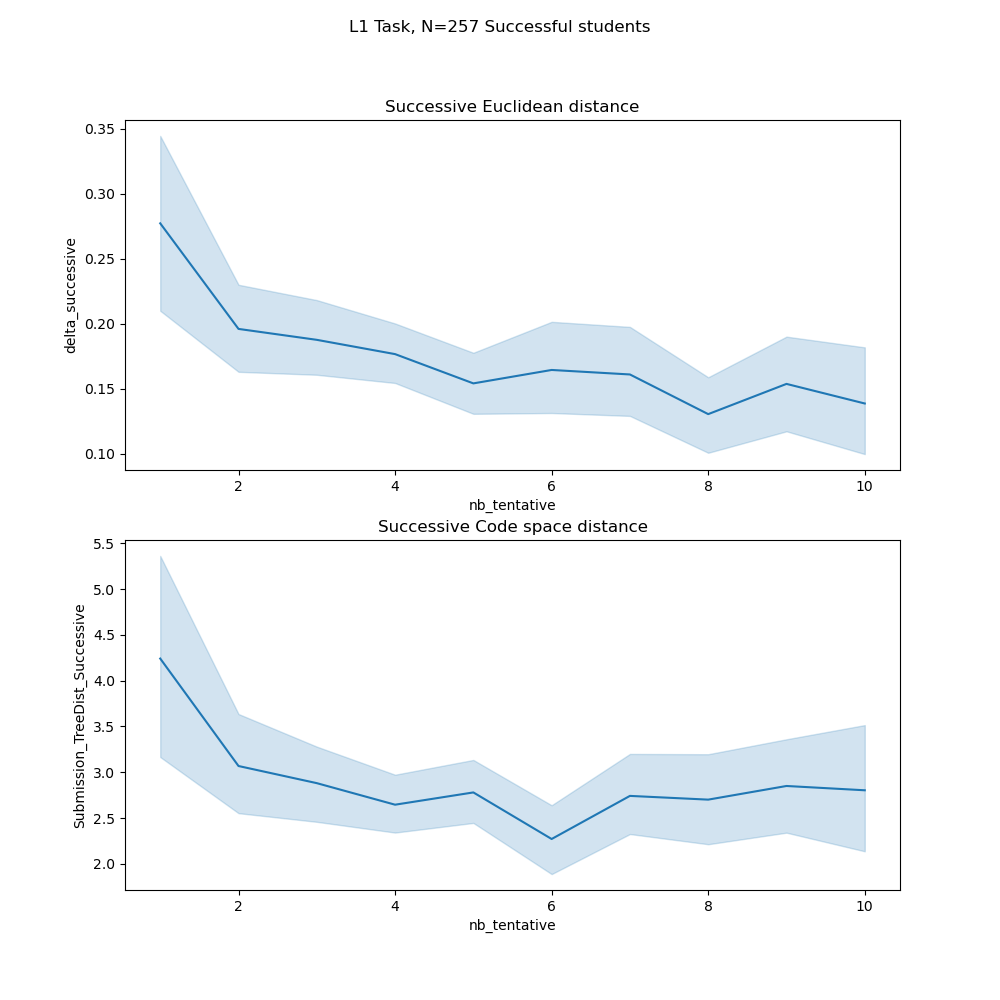 L1 Task, N=257 Successful students
Successive Euclidean distance
0.35
0.30
0.25
0.20
0.15
0.10
delta_successive
2 4 6 8 10
nb_tentative
Successive Code space distance
5.5
5.0
4.5
4.0
3.5
3.0
2.5
2.0
Submission_TreeDist_Successive
2 4 6 8 10
nb_tentative